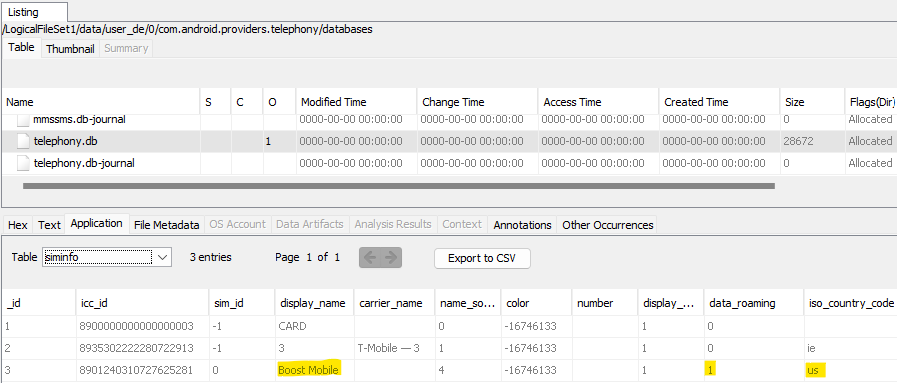 Listing
/LogicalFileSet1/data/user_de/0/com.android.providers.telephony/databases
Table Thumbnail Summary
Name S C O Modified Time Change Time Access Time Created Time Size Flags(Dir)
mmssms.db-journal 0000-00-00 00:00:00 0000-00-00 00:00:00 0000-00-00 00:00:00 0000-00-00 00:00:00 0 Allocated
telephony.db 1 0000-00-00 00:00:00 0000-00-00 00:00:00 0000-00-00 00:00:00 0000-00-00 00:00:00 28672 Allocated
telephony.db-journal 0000-00-00 00:00:00 0000-00-00 00:00:00 0000-00-00 00:00:00 0000-00-00 00:00:00 0 Allocated
Hex Text Application File Metadata OS Account Data Artifacts Analysis Results Context Annotations Other Occurrences
Table siminfo 3 entries Page 1 of 1 Export to CSV
_id icc_id sim_id display_name carrier_name name_so... color number display_... data_roaming iso_country_code
1 8900000000000000003 -1 CARD 0 -16746133 1 0
2 8935302222280722913 -1 3 T-Mobile — 3 1 -16746133 1 0 ie
3 8901240310727625281 0 Boost Mobile 4 -16746133 1 1 us